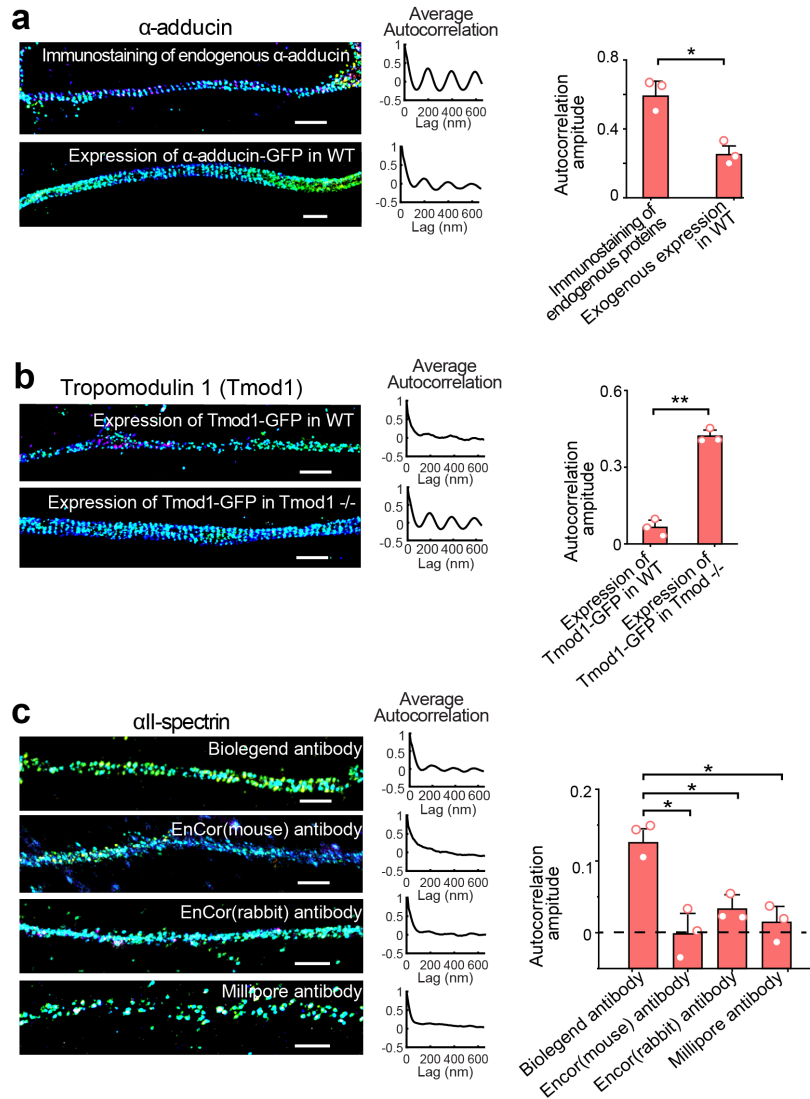 a
α-adducin
Immunostaining of endogenous α-adducin
Expression of α-adducin-GFP in WT
Average
Autocorrelation
1
0.5
0
-0.5
1
0.5
0
-0.5
0 200 400 600
Lag (nm)
0 200 400 600
Lag (nm)
Autocorrelation
amplitude
0.8
0.4
0
*
Immunostaining of
endogenous proteins
Exogenous expression
in WT
b
Tropomodulin 1 (Tmod1)
Expression of Tmod1-GFP in WT
Expression of Tmod1-GFP in Tmod1 -/-
Average
Autocorrelation
1
0.5
0
-0.5
0 200 400 600
Lag (nm)
1
0.5
0
-0.5
0 200 400 600
Lag (nm)
Autocorrelation
amplitude
0.6
0.3
0
**
Expression of
Tmod1-GFP in WT
Expression of
Tmod1-GFP in Tmod -/-
c
αII-spectrin
Biolegend antibody
EnCor(mouse) antibody
EnCor(rabbit) antibody
Millipore antibody
Average
Autocorrelation
1
0.5
0
-0.5
0 200 400 600
Lag (nm)
1
0.5
0
-0.5
0 200 400 600
Lag (nm)
1
0.5
0
-0.5
0 200 400 600
Lag (nm)
1
0.5
0
-0.5
0 200 400 600
Lag (nm)
Autocorrelation
amplitude
0.2
0.1
0
*
*
*
Biolegend antibody
Encor(mouse) antibody
Encor(rabbit) antibody
Millipore antibody